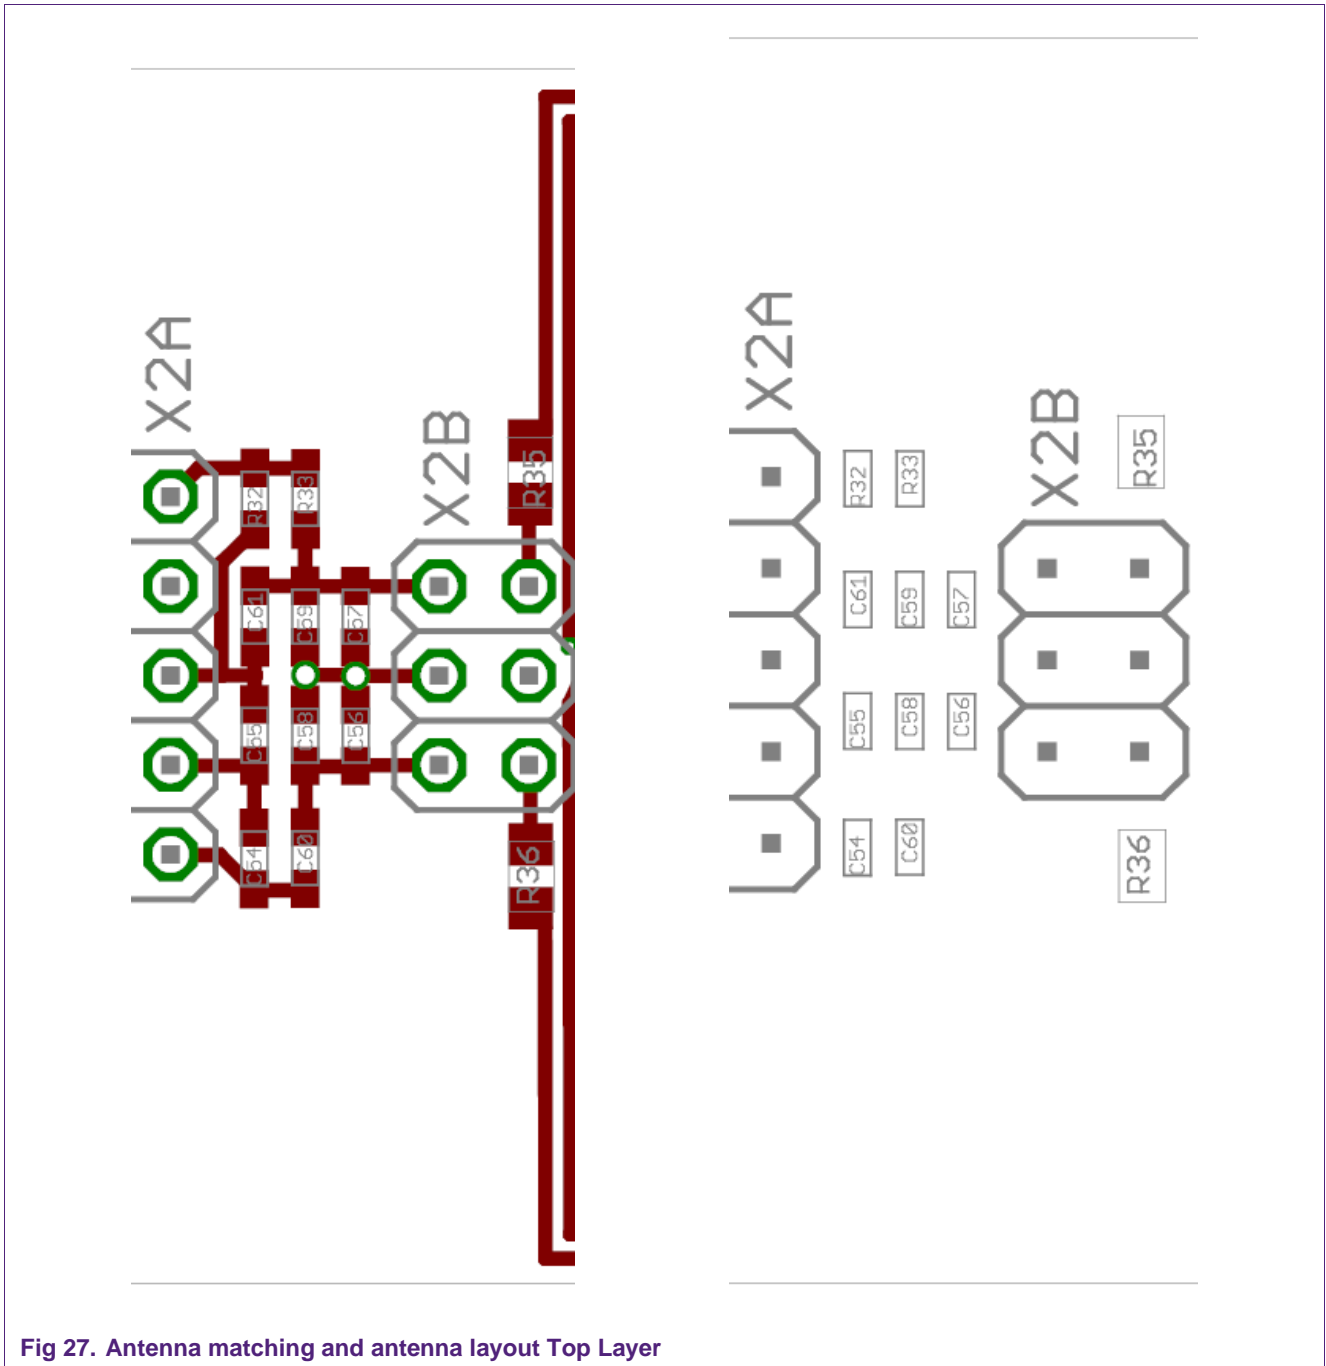 X2A
X2B
R35
R32
R33
C61
C59
C57
C55
C58
C56
C54
C60
R36
X2A
X2B
R35
R32
R33
C61
C59
C57
C55
C58
C56
C54
C60
R36
Fig 27. Antenna matching and antenna layout Top Layer